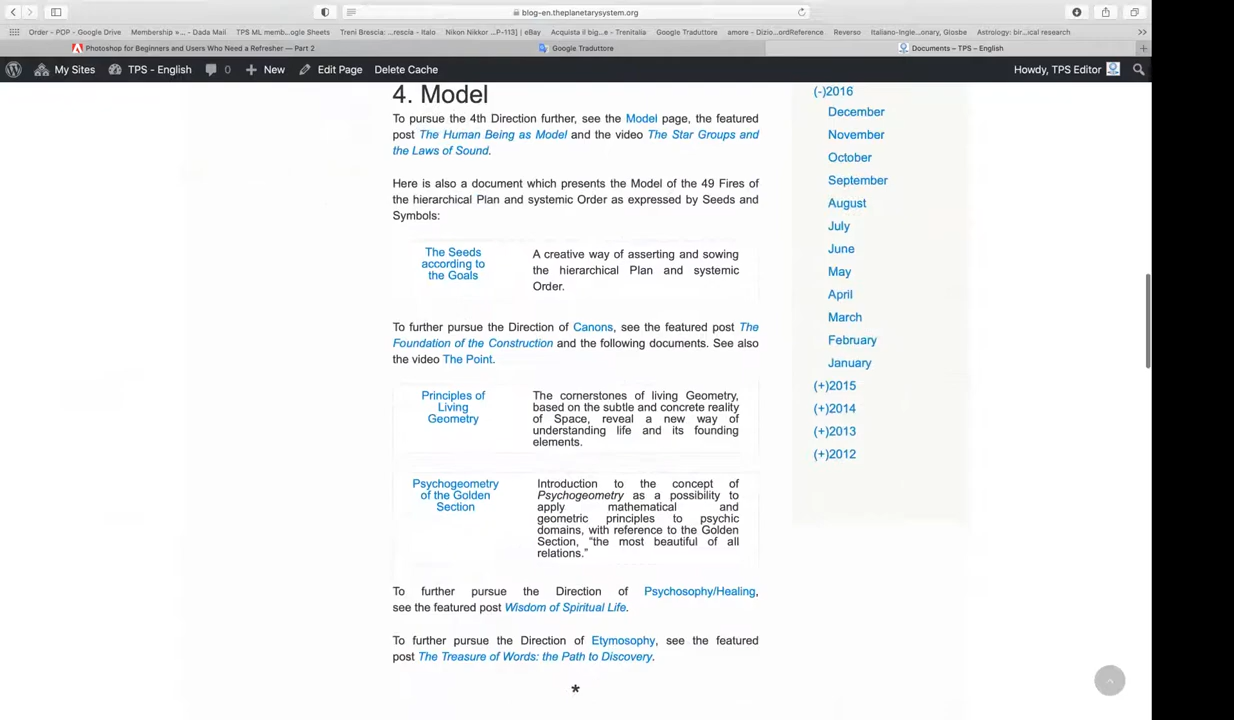 blog-en.theplanetarysystem.org
Order - POP - Google Drive
Membership »... - Dada Mail
TPS ML memb...ogle Sheets
Treni Brescia...rescia - Italo
Nikon Nikkor ...P-113] | eBay
Acquista il big...e - Trenitalia
Google Traduttore
amore - Dizio...ordReference
Reverso
Italiano-Ingle...onary, Glosbe
Astrology: bir...ical research
Photoshop for Beginners and Users Who Need a Refresher — Part 2
Google Traduttore
Documents – TPS – English
My Sites
TPS - English
0
New
Edit Page
Delete Cache
Howdy, TPS Editor
4. Model
To pursue the 4th Direction further, see the Model page, the featured
post The Human Being as Model and the video The Star Groups and
the Laws of Sound.
Here is also a document which presents the Model of the 49 Fires of
the hierarchical Plan and systemic Order as expressed by Seeds and
Symbols:
The Seeds
according to
the Goals
A creative way of asserting and sowing
the hierarchical Plan and systemic
Order.
To further pursue the Direction of Canons, see the featured post The
Foundation of the Construction and the following documents. See also
the video The Point.
Principles of
Living
Geometry
The cornerstones of living Geometry,
based on the subtle and concrete reality
of Space, reveal a new way of
understanding life and its founding
elements.
Psychogeometry
of the Golden
Section
Introduction to the concept of
Psychogeometry as a possibility to
apply mathematical and
geometric principles to psychic
domains, with reference to the Golden
Section, “the most beautiful of all
relations.”
To further pursue the Direction of Psychosophy/Healing,
see the featured post Wisdom of Spiritual Life.
To further pursue the Direction of Etymosophy, see the featured
post The Treasure of Words: the Path to Discovery.
*
(-)2016
December
November
October
September
August
July
June
May
April
March
February
January
(+)2015
(+)2014
(+)2013
(+)2012